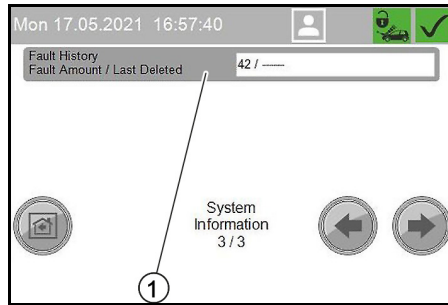 Mon 17.05.2021 16:57:40
Fault History
Fault Amount / Last Deleted
42 / -------
System
Information
3 / 3
1